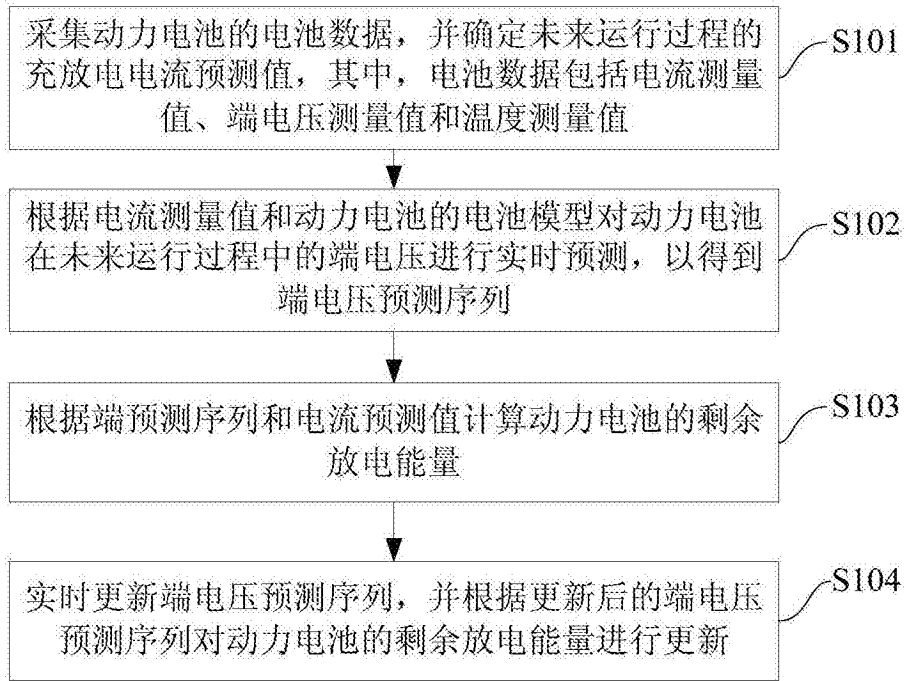 采集动力电池的电池数据，并确定未来运行过程的
充放电电流预测值，其中，电池数据包括电流测量
值、端电压测量值和温度测量值
S101
根据电流测量值和动力电池的电池模型对动力电池
在未来运行过程中的端电压进行实时预测，以得到
端电压预测序列
S102
根据端预测序列和电流预测值计算动力电池的剩余
放电能量
S103
实时更新端电压预测序列，并根据更新后的端电压
预测序列对动力电池的剩余放电能量进行更新
S104